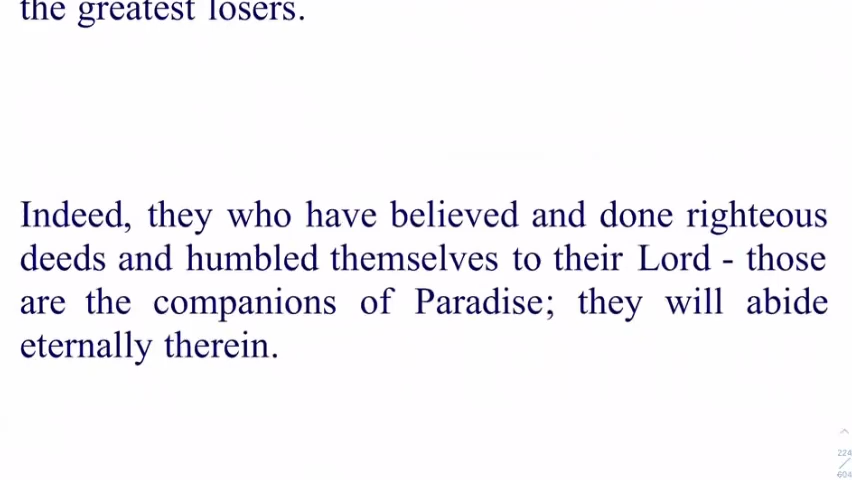 the greatest losers.
Indeed, they who have believed and done righteous
deeds and humbled themselves to their Lord - those
are the companions of Paradise; they will abide
eternally therein.
224
/
604